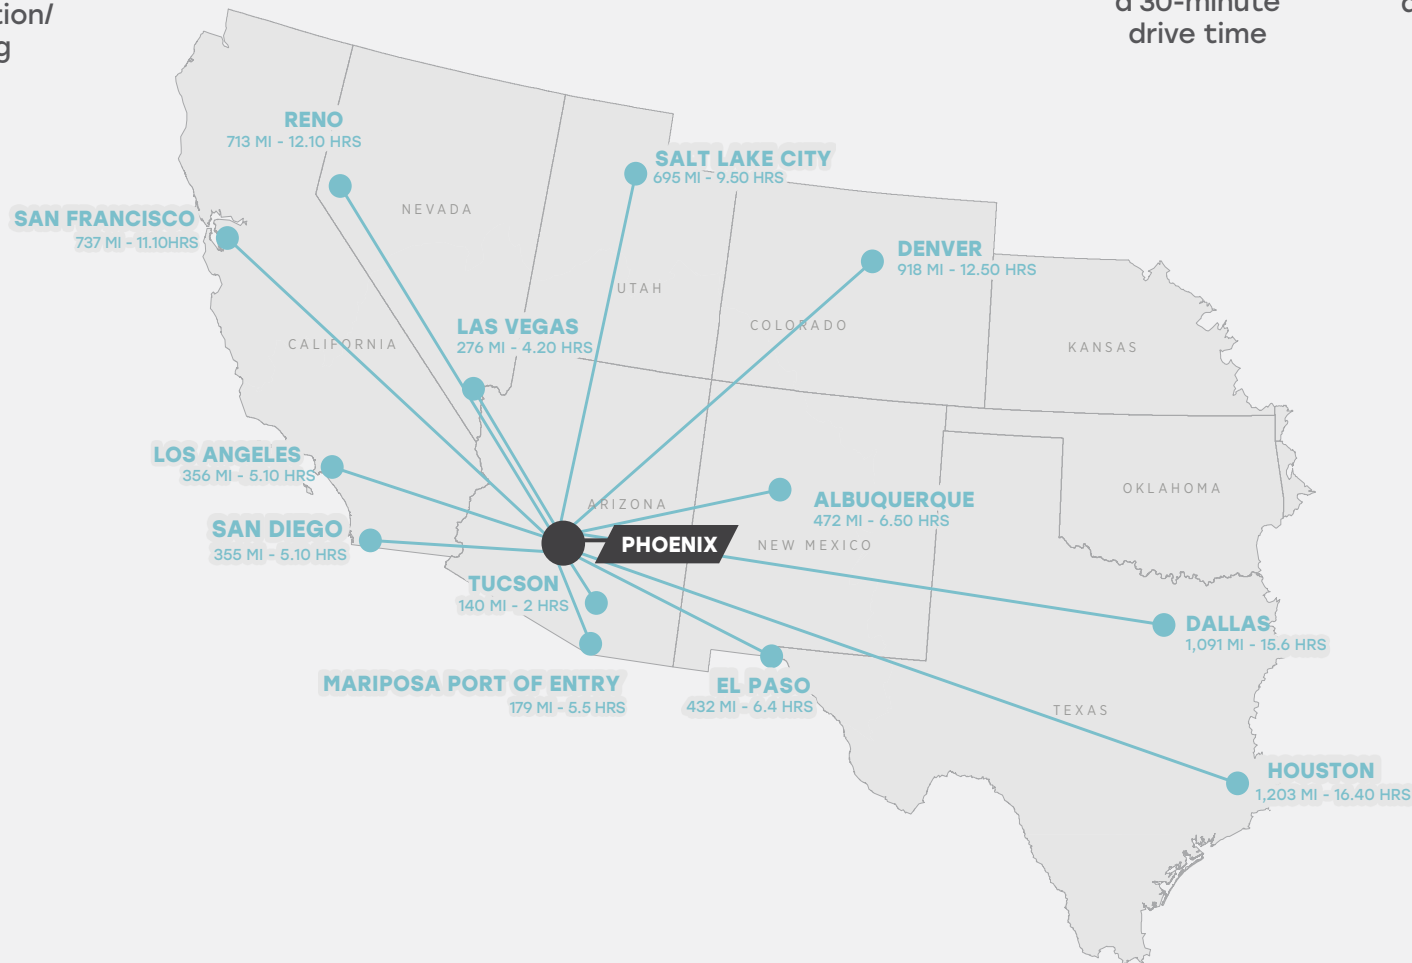 tion/
g
a 30-minute
drive time
RENO
713 MI - 12.10 HRS
SALT LAKE CITY
695 MI - 9.50 HRS
NEVADA
SAN FRANCISCO
737 MI - 11.10HRS
DENVER
918 MI - 12.50 HRS
UTAH
COLORADO
LAS VEGAS
276 MI - 4.20 HRS
CALIFORNIA
KANSAS
LOS ANGELES
356 MI - 5.10 HRS
ARIZONA
ALBUQUERQUE
472 MI - 6.50 HRS
OKLAHOMA
SAN DIEGO
355 MI - 5.10 HRS
PHOENIX
NEW MEXICO
TUCSON
140 MI - 2 HRS
DALLAS
1,091 MI - 15.6 HRS
MARIPOSA PORT OF ENTRY
179 MI - 5.5 HRS
EL PASO
432 MI - 6.4 HRS
TEXAS
HOUSTON
1,203 MI - 16.40 HRS